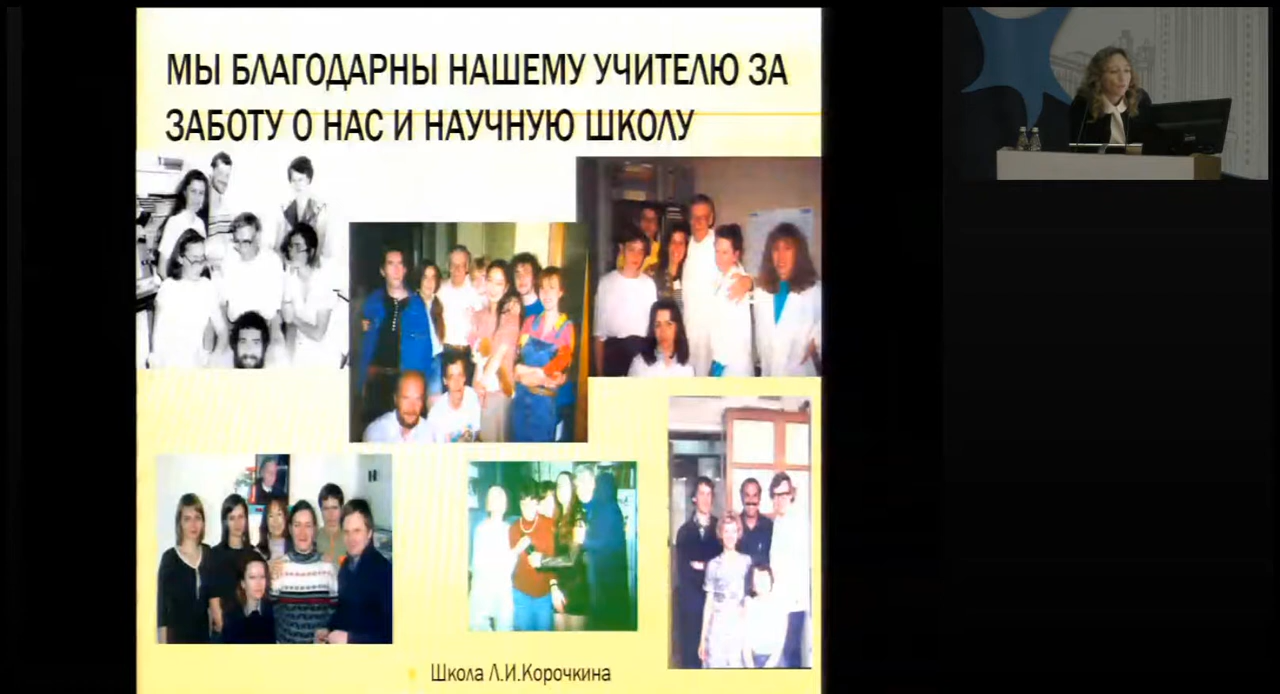 МЫ БЛАГОДАРНЫ НАШЕМУ УЧИТЕЛЮ ЗА
ЗАБОТУ О НАС И НАУЧНУЮ ШКОЛУ
Школа Л.И.Корочкина